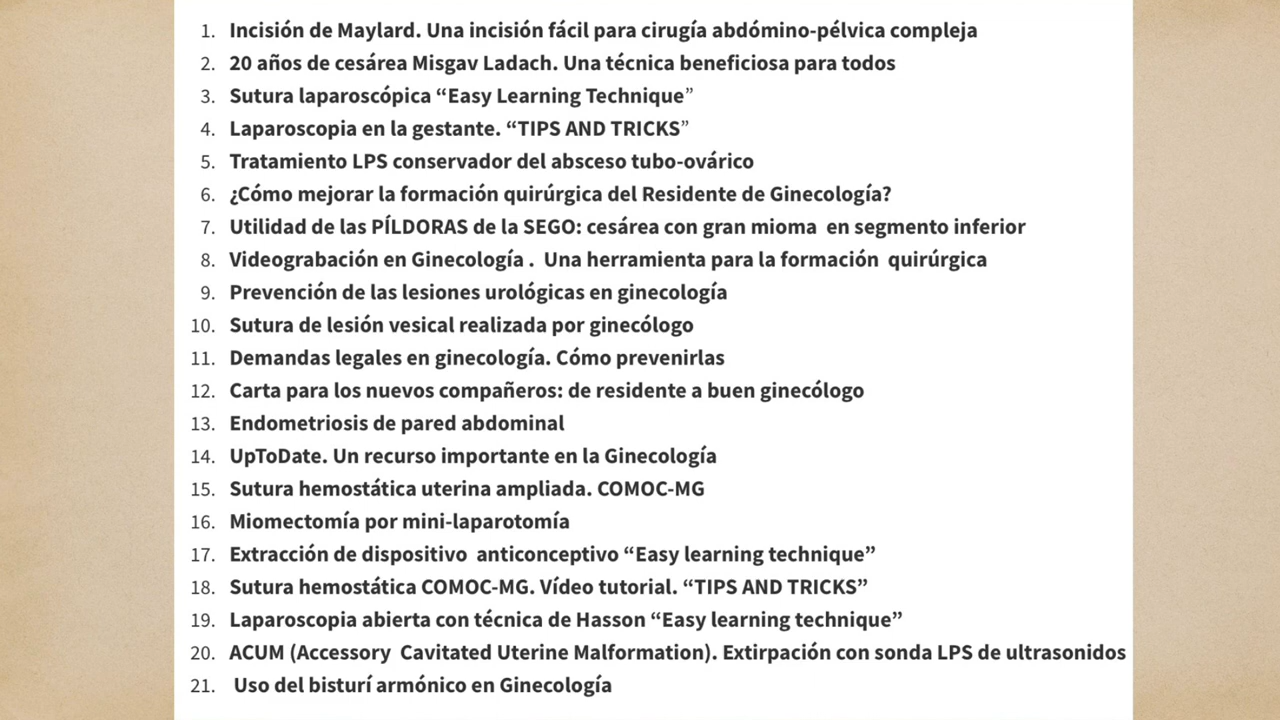 1. Incisión de Maylard. Una incisión fácil para cirugía abdómino-pélvica compleja
2. 20 años de cesárea Misgav Ladach. Una técnica beneficiosa para todos
3. Sutura laparoscópica “Easy Learning Technique”
4. Laparoscopia en la gestante. “TIPS AND TRICKS”
5. Tratamiento LPS conservador del absceso tubo-ovárico
6. ¿Cómo mejorar la formación quirúrgica del Residente de Ginecología?
7. Utilidad de las PÍLDORAS de la SEGO: cesárea con gran mioma  en segmento inferior
8. Videograbación en Ginecología .  Una herramienta para la formación  quirúrgica
9. Prevención de las lesiones urológicas en ginecología
10. Sutura de lesión vesical realizada por ginecólogo
11. Demandas legales en ginecología. Cómo prevenirlas
12. Carta para los nuevos compañeros: de residente a buen ginecólogo
13. Endometriosis de pared abdominal
14. UpToDate. Un recurso importante en la Ginecología
15. Sutura hemostática uterina ampliada. COMOC-MG
16. Miomectomía por mini-laparotomía
17. Extracción de dispositivo  anticonceptivo “Easy learning technique”
18. Sutura hemostática COMOC-MG. Vídeo tutorial. “TIPS AND TRICKS”
19. Laparoscopia abierta con técnica de Hasson “Easy learning technique”
20. ACUM (Accessory  Cavitated Uterine Malformation). Extirpación con sonda LPS de ultrasonidos
21. Uso del bisturí armónico en Ginecología